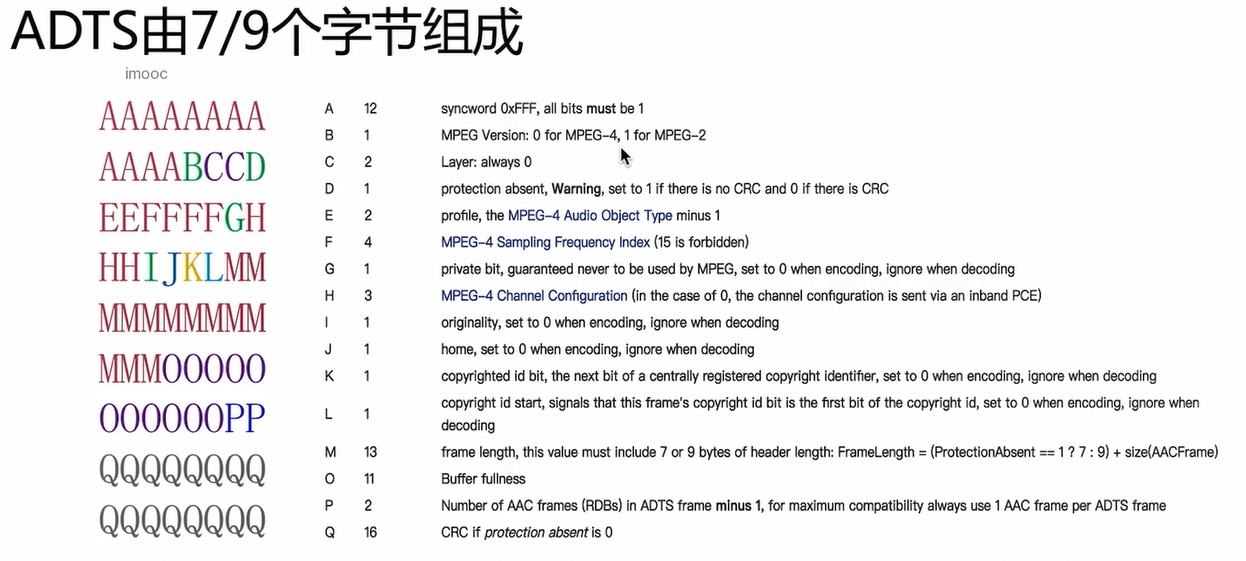 ADTS由7/9个字节组成
imooc
AAAAAAAA
AAAABCCD
EEFFFFGH
HHIJKLMM
MMMMMMMM
MMMOOOOO
OOOOOOPP
QQQQQQQQ
QQQQQQQQ
A 12 syncword 0xFFF, all bits must be 1
B 1 MPEG Version: 0 for MPEG-4, 1 for MPEG-2
C 2 Layer: always 0
D 1 protection absent, Warning, set to 1 if there is no CRC and 0 if there is CRC
E 2 profile, the MPEG-4 Audio Object Type minus 1
F 4 MPEG-4 Sampling Frequency Index (15 is forbidden)
G 1 private bit, guaranteed never to be used by MPEG, set to 0 when encoding, ignore when decoding
H 3 MPEG-4 Channel Configuration (in the case of 0, the channel configuration is sent via an inband PCE)
I 1 originality, set to 0 when encoding, ignore when decoding
J 1 home, set to 0 when encoding, ignore when decoding
K 1 copyrighted id bit, the next bit of a centrally registered copyright identifier, set to 0 when encoding, ignore when decoding
L 1 copyright id start, signals that this frame's copyright id bit is the first bit of the copyright id, set to 0 when encoding, ignore when
decoding
M 13 frame length, this value must include 7 or 9 bytes of header length: FrameLength = (ProtectionAbsent == 1 ? 7 : 9) + size(AACFrame)
O 11 Buffer fullness
P 2 Number of AAC frames (RDBs) in ADTS frame minus 1, for maximum compatibility always use 1 AAC frame per ADTS frame
Q 16 CRC if protection absent is 0